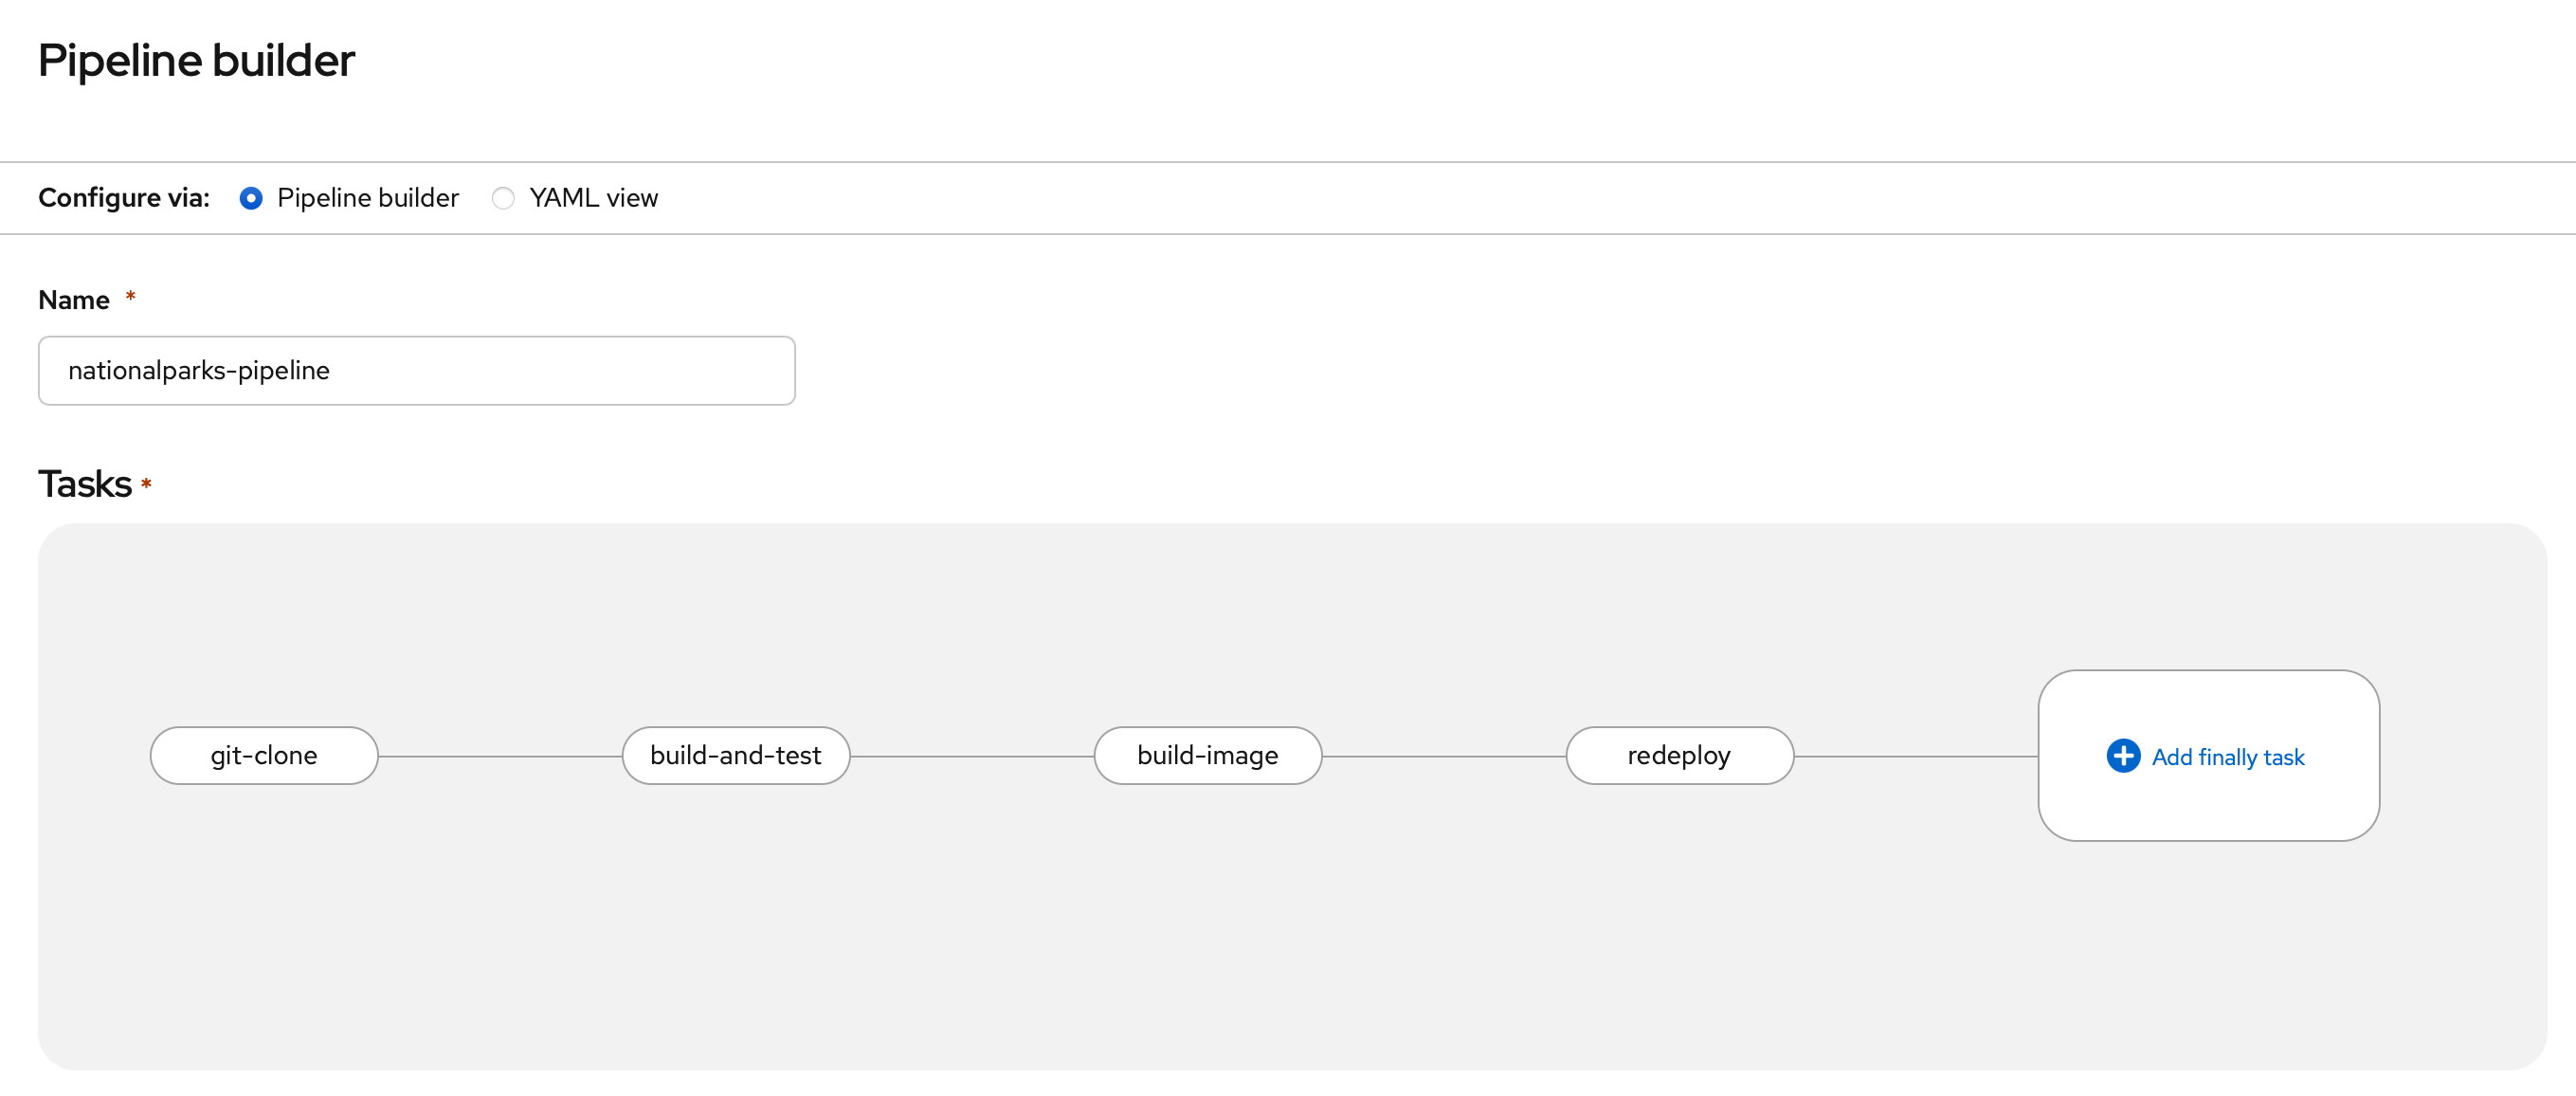 Pipeline builder
Configure via: Pipeline builder YAML view
Name *
nationalparks-pipeline
Tasks *
git-clone build-and-test build-image redeploy Add finally task